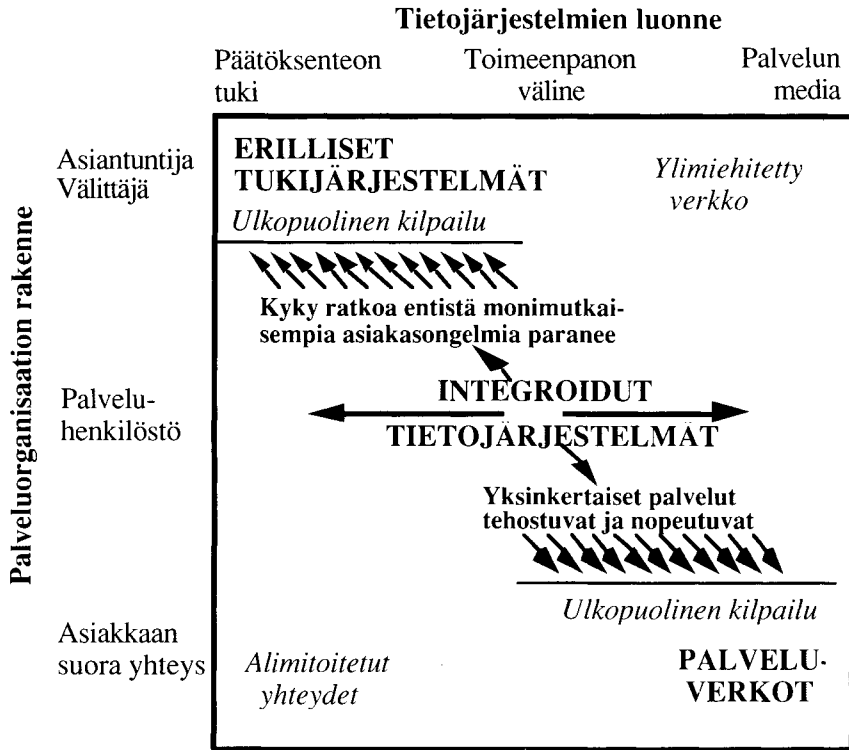 Tietojärjestelmien luonne
Päätöksenteon tuki
Toimeenpanon väline
Palvelun media
Palveluorganisaation rakenne
Asiantuntija
Välittäjä
ERILLISET
TUKIJÄRJESTELMÄT
Ulkopuolinen kilpailu
Ylimiehitetty
verkko
Kyky ratkoa entistä monimutkai-
sempia asiakasongelmia paranee
Palvelu-
henkilöstö
INTEGROIDUT
TIETOJÄRJESTELMÄT
Yksinkertaiset palvelut
tehostuvat ja nopeutuvat
Ulkopuolinen kilpailu
Asiakkaan
suora yhteys
Alimitoitetut
yhteydet
PALVELU-
VERKOT